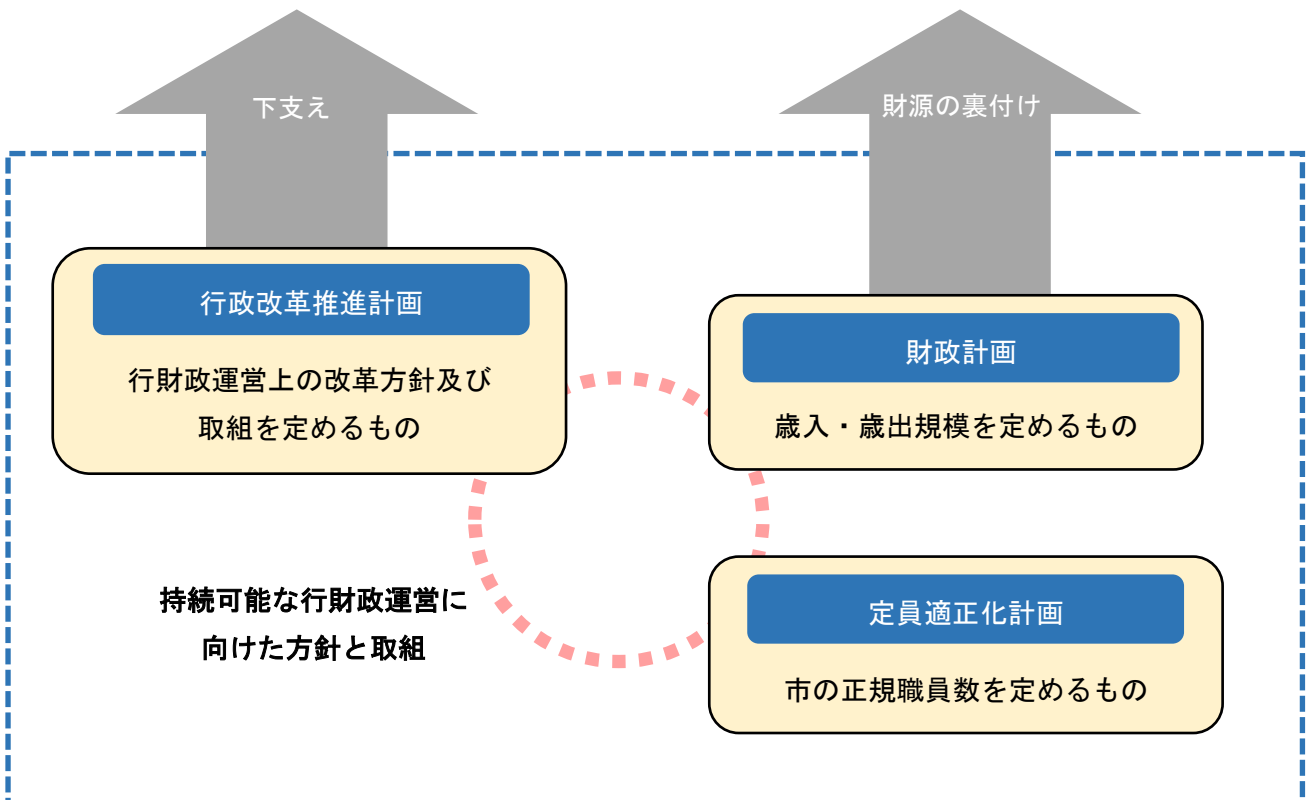 下支え
財源の裏付け
行政改革推進計画
行財政運営上の改革方針及び
取組を定めるもの
財政計画
歳入・歳出規模を定めるもの
持続可能な行財政運営に
向けた方針と取組
定員適正化計画
市の正規職員数を定めるもの